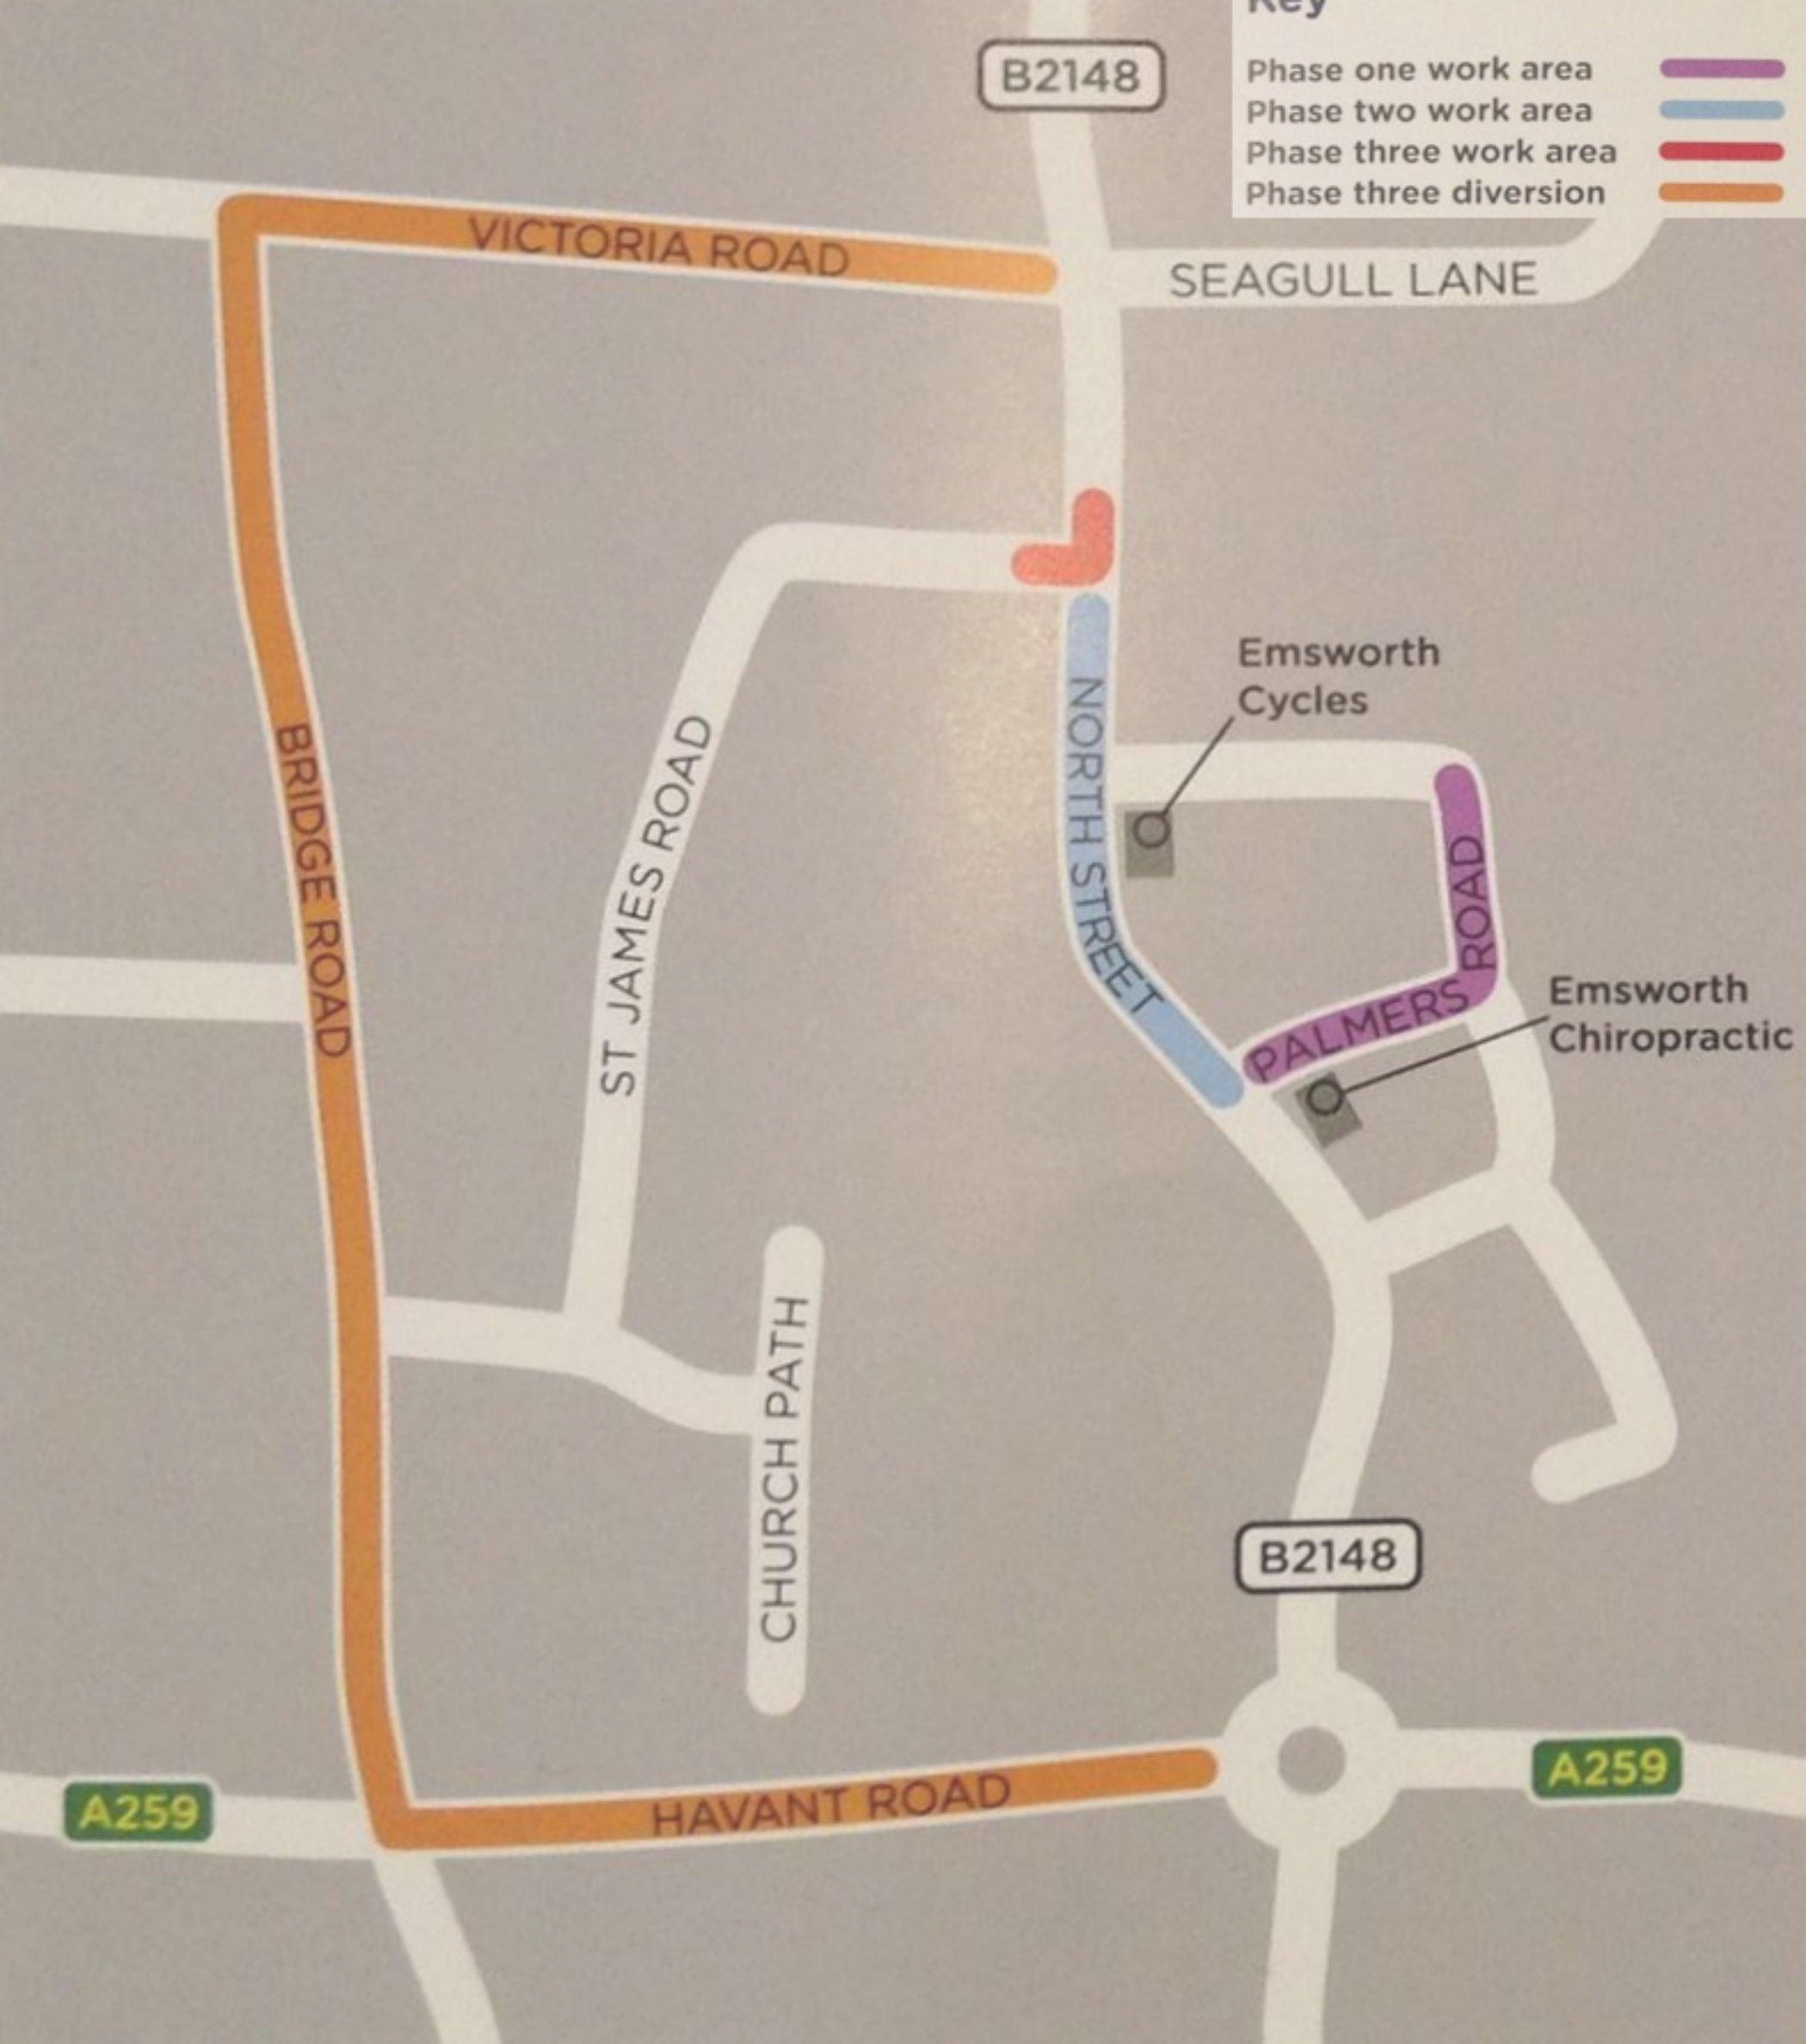 Key
B2148
Phase one work area
Phase two work area
Phase three work area
Phase three diversion
VICTORIA ROAD
SEAGULL LANE
Emsworth
Cycles
NORTH STREET
BRIDGE ROAD
ST JAMES ROAD
PALMERS ROAD
Emsworth
Chiropractic
CHURCH PATH
B2148
A259
HAVANT ROAD
A259